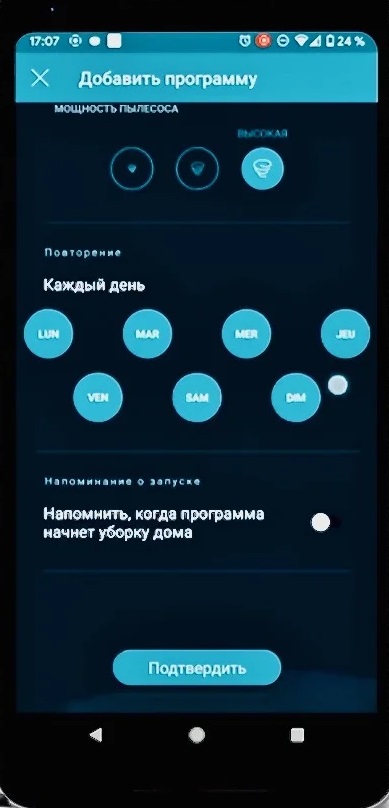 17:07
24 %
Добавить программу
МОЩНОСТЬ ПЫЛЕСОСА
ВЫСОКАЯ
Повторение
Каждый день
LUN MAR MER JEU
VEN SAM DIM
Напоминание о запуске
Напомнить, когда программа
начнет уборку дома
Подтвердить